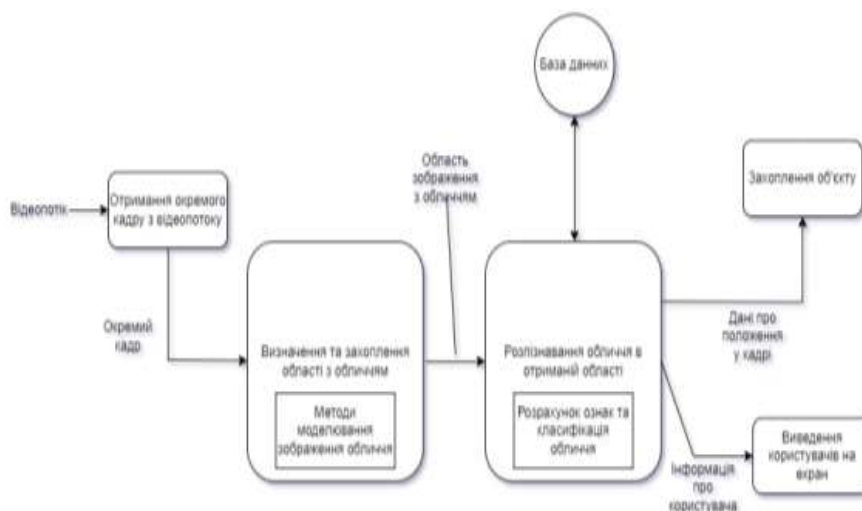 База данних
Область
зображення
з обличчям
Захоплення об'єкту
Отримання окремого
кадру з відеопотоку
Відеопотік
Окремий
кадр
Визначення та захоплення
області з обличчям
Розпізнавання обличчя в
отриманій області
Дані про
положення
у кадрі
Методи
моделювання
зображення обличчя
Розрахунок ознак та
класифікація
обличчя
Виведення
користувачів на
екран
Інформація
про
користувача